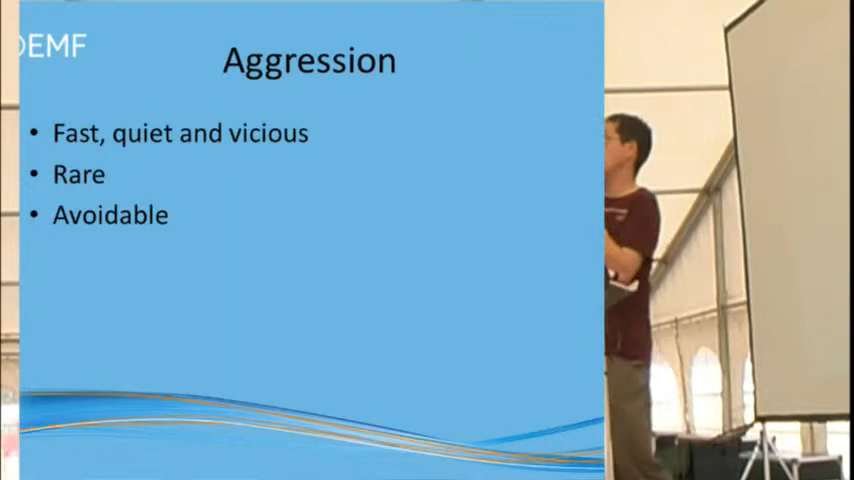 EMF
Aggression
• Fast, quiet and vicious
• Rare
• Avoidable